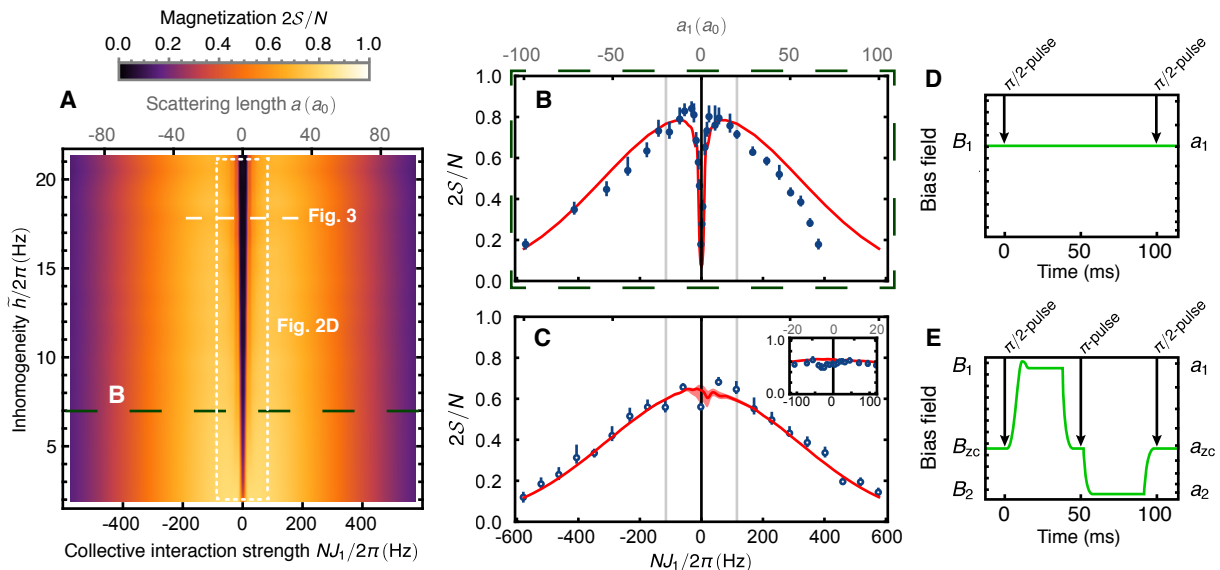 Magnetization 2S/N
0.0 0.2 0.4 0.6 0.8 1.0
A
Scattering length a (a0)
-80 -40 0 40 80
20
15
10
5
Inhomogeneity h̃/2π (Hz)
Fig. 3
Fig. 2D
B
-400 -200 0 200 400
Collective interaction strength NJ1/2π (Hz)
a1 (a0)
-100 -50 0 50 100
B
1.0
0.8
0.6
0.4
0.2
0.0
2S/N
C
1.0
0.8
0.6
0.4
0.2
0.0
2S/N
-20 0 20
1.0
0.0
-100 0 100
-600 -400 -200 0 200 400 600
NJ1/2π (Hz)
D
π/2-pulse
π/2-pulse
B1
a1
Bias field
0 50 100
Time (ms)
E
π/2-pulse
π-pulse
π/2-pulse
B1
a1
Bzc
azc
B2
a2
Bias field
0 50 100
Time (ms)